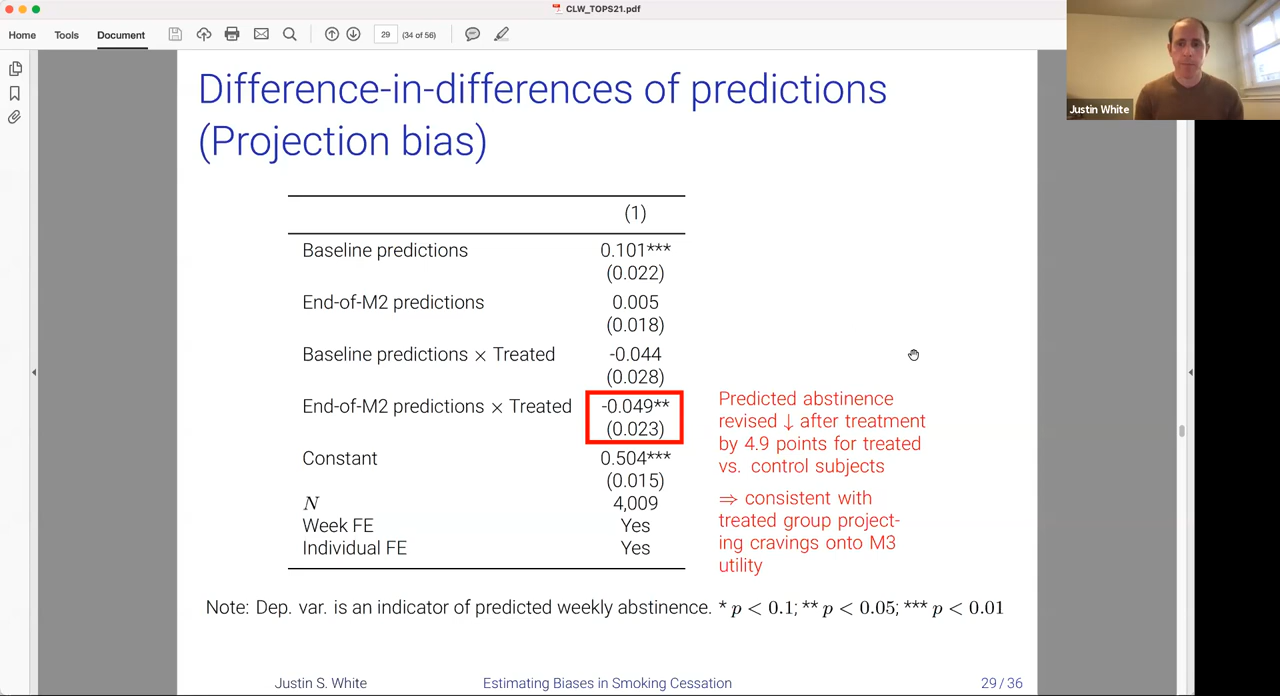 CLW_TOPS21.pdf
Home Tools Document 29 (34 of 56)
Justin White
Difference-in-differences of predictions
(Projection bias)
(1)
Baseline predictions 0.101***
(0.022)
End-of-M2 predictions 0.005
(0.018)
Baseline predictions × Treated -0.044
(0.028)
End-of-M2 predictions × Treated -0.049**
(0.023)
Constant 0.504***
(0.015)
N 4,009
Week FE Yes
Individual FE Yes
Predicted abstinence
revised ↓ after treatment
by 4.9 points for treated
vs. control subjects
⇒ consistent with
treated group project-
ing cravings onto M3
utility
Note: Dep. var. is an indicator of predicted weekly abstinence. * p < 0.1; ** p < 0.05; *** p < 0.01
Justin S. White Estimating Biases in Smoking Cessation 29 / 36